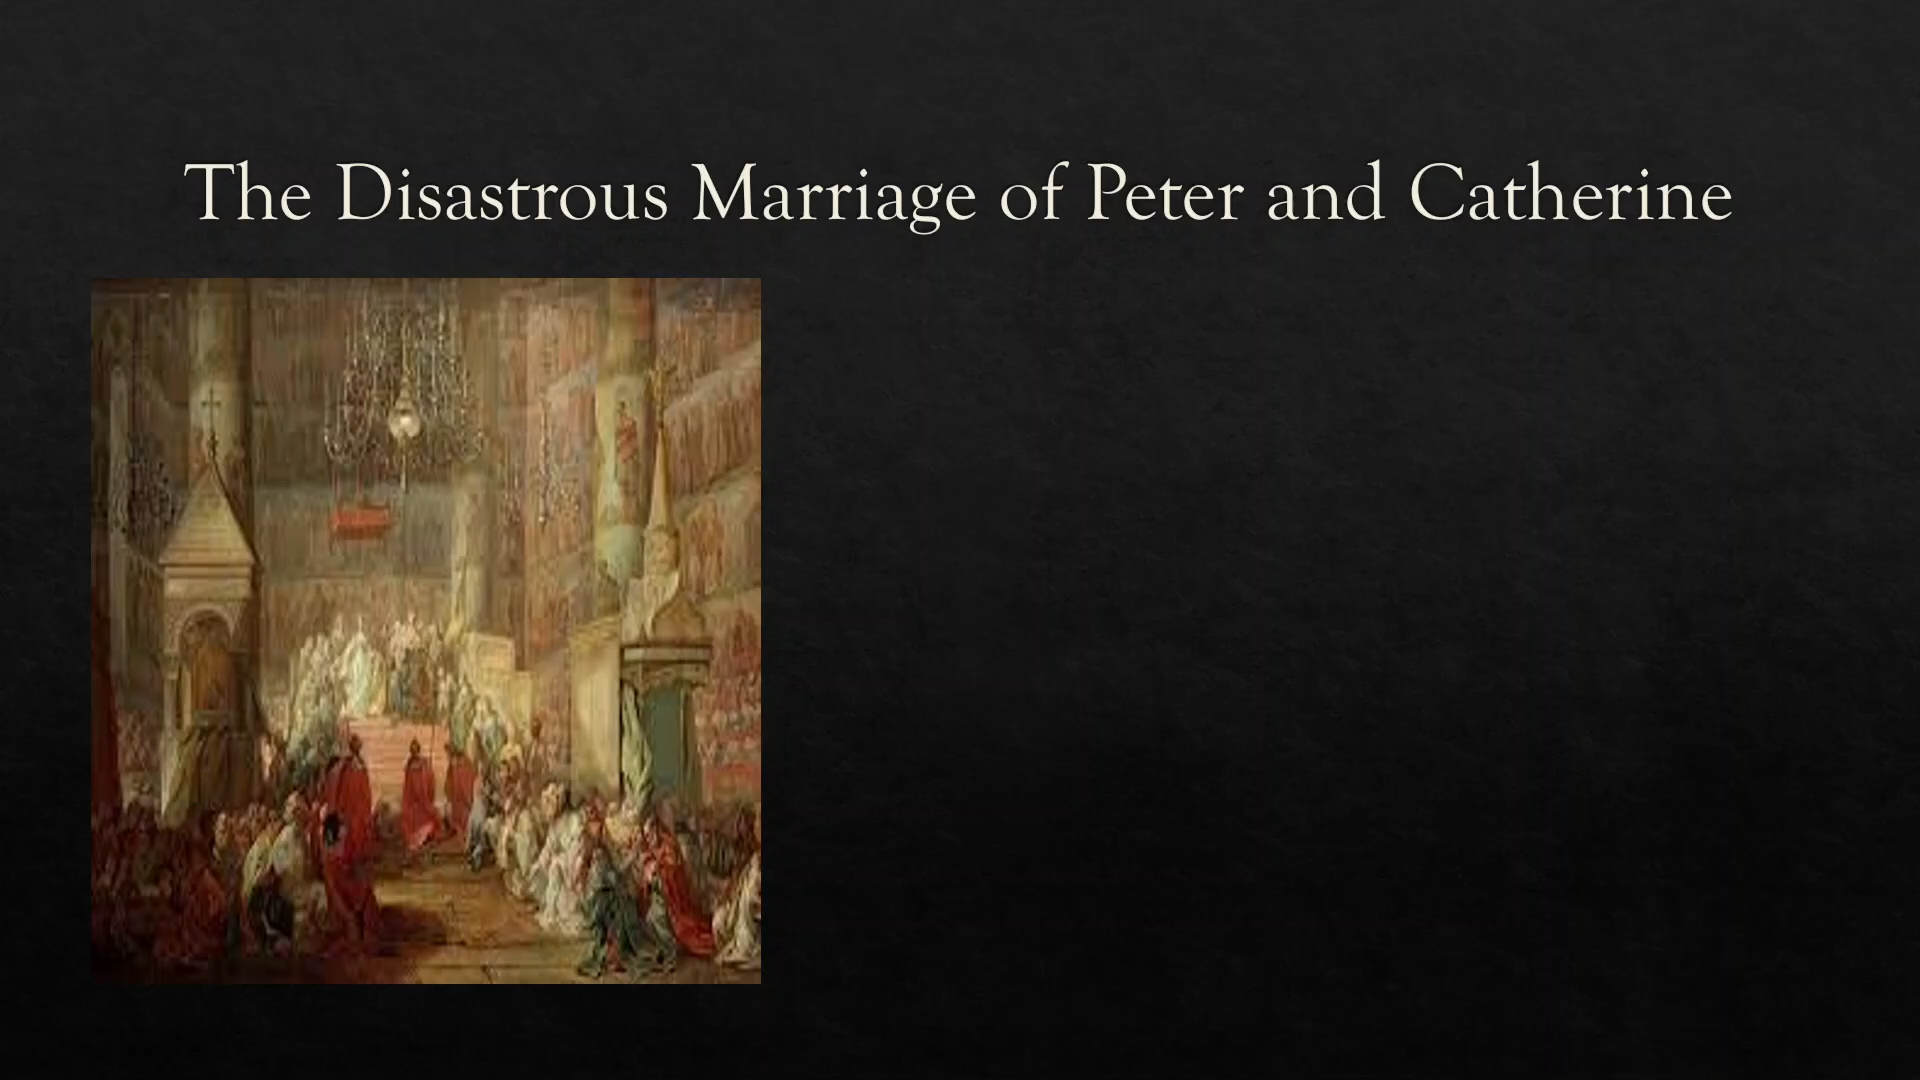 The Disastrous Marriage of Peter and Catherine